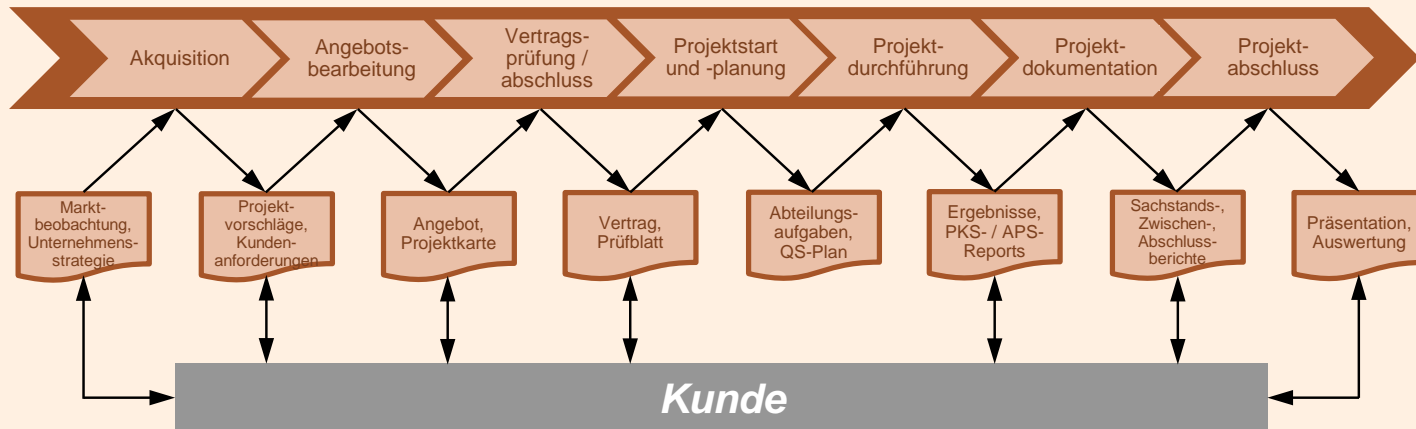 Akquisition
Angebots-
bearbeitung
Vertrags-
prüfung /
abschluss
Projektstart
und -planung
Projekt-
durchführung
Projekt-
dokumentation
Projekt-
abschluss
Markt-
beobachtung,
Unternehmens-
strategie
Projekt-
vorschläge,
Kunden-
anforderungen
Angebot,
Projektkarte
Vertrag,
Prüfblatt
Abteilungs-
aufgaben,
QS-Plan
Ergebnisse,
PKS- / APS-
Reports
Sachstands-,
Zwischen-,
Abschluss-
berichte
Präsentation,
Auswertung
Kunde